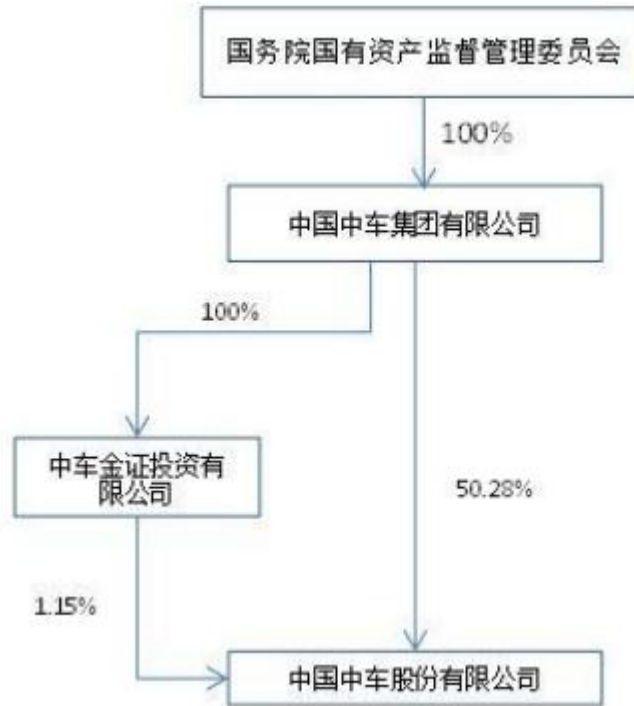 国务院国有资产监督管理委员会
100%
中国中车集团有限公司
100%
中车金证投资有
限公司
50.28%
1.15%
中国中车股份有限公司